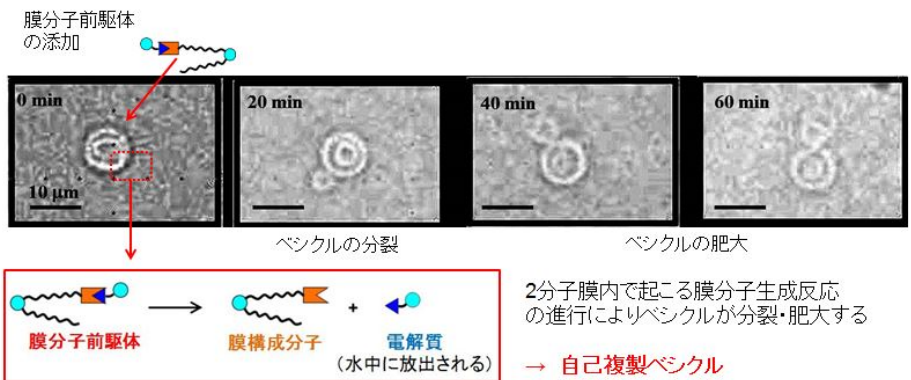 膜分子前駆体
の添加
0 min
20 min
40 min
60 min
10 μm
ベシクルの分裂
ベシクルの肥大
膜分子前駆体
膜構成分子
+
電解質
(水中に放出される)
2分子膜内で起こる膜分子生成反応
の進行によりベシクルが分裂・肥大する
→ 自己複製ベシクル